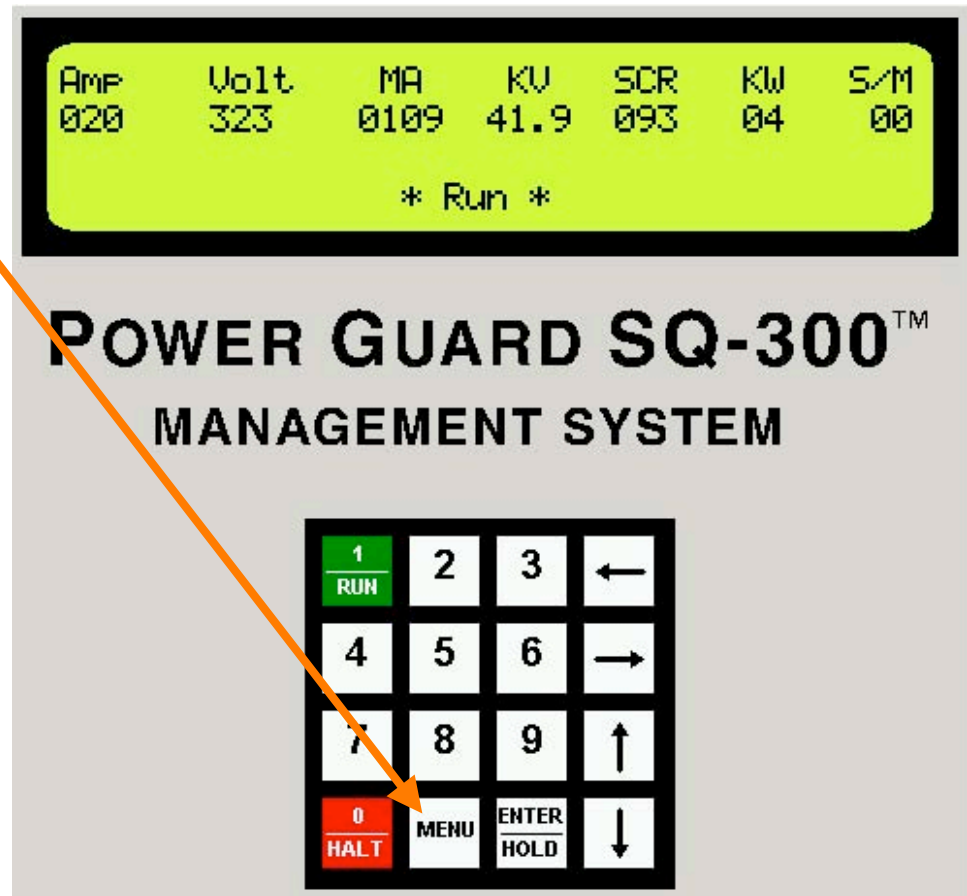 Amp Volt MA KV SCR KW S/M
020 323 0109 41.9 093 04 00
* Run *
POWER GUARD SQ-300™
MANAGEMENT SYSTEM
1 2 3 ←
RUN
4 5 6 →
7 8 9 ↑
0 MENU ENTER ↓
HALT HOLD